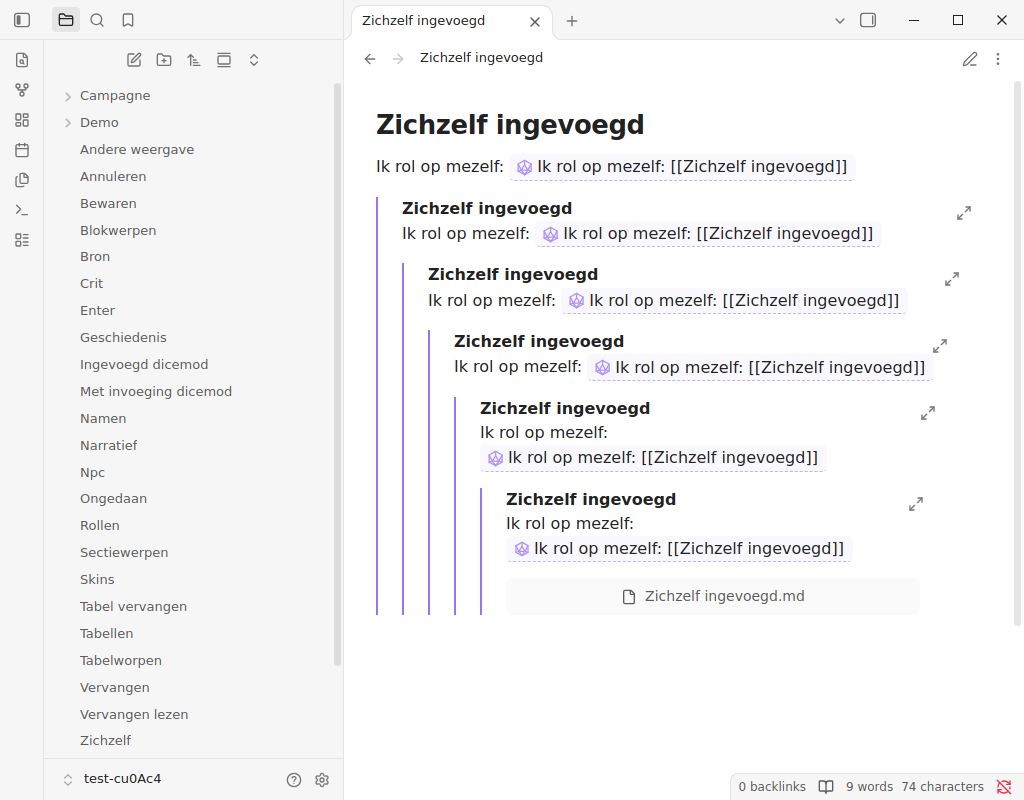 Zichzelf ingevoegd
Zichzelf ingevoegd
Campagne
Demo
Andere weergave
Annuleren
Bewaren
Blokwerpen
Bron
Crit
Enter
Geschiedenis
Ingevoegd dicemod
Met invoeging dicemod
Namen
Narratief
Npc
Ongedaan
Rollen
Sectiewerpen
Skins
Tabel vervangen
Tabellen
Tabelworpen
Vervangen
Vervangen lezen
Zichzelf
test-cu0Ac4
Zichzelf ingevoegd
Ik rol op mezelf: Ik rol op mezelf: [[Zichzelf ingevoegd]]
Zichzelf ingevoegd
Ik rol op mezelf: Ik rol op mezelf: [[Zichzelf ingevoegd]]
Zichzelf ingevoegd
Ik rol op mezelf: Ik rol op mezelf: [[Zichzelf ingevoegd]]
Zichzelf ingevoegd
Ik rol op mezelf: Ik rol op mezelf: [[Zichzelf ingevoegd]]
Zichzelf ingevoegd
Ik rol op mezelf:
Ik rol op mezelf: [[Zichzelf ingevoegd]]
Zichzelf ingevoegd
Ik rol op mezelf:
Ik rol op mezelf: [[Zichzelf ingevoegd]]
Zichzelf ingevoegd.md
0 backlinks 9 words 74 characters